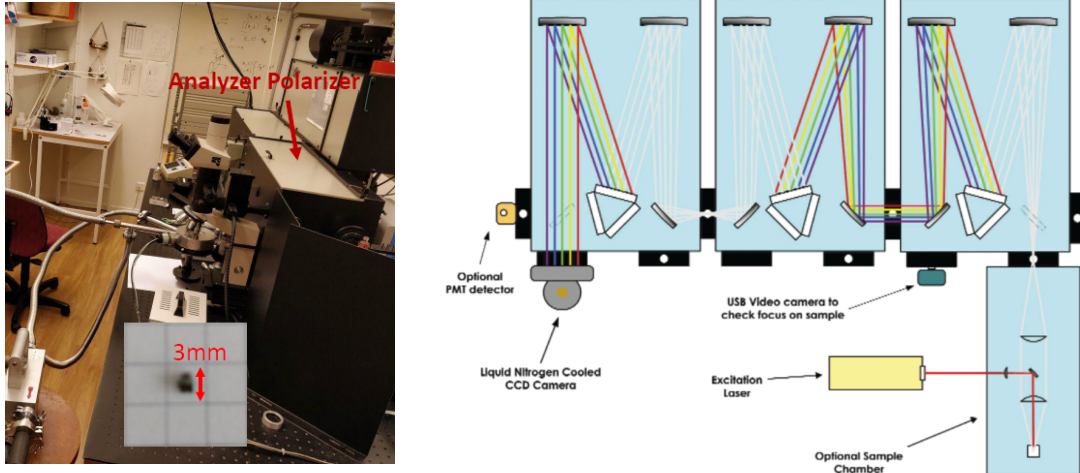 Analyzer Polarizer
3mm
Optional
PMT detector
Liquid Nitrogen Cooled
CCD Camera
USB Video camera to
check focus on sample
Excitation
Laser
Optional Sample
Chamber